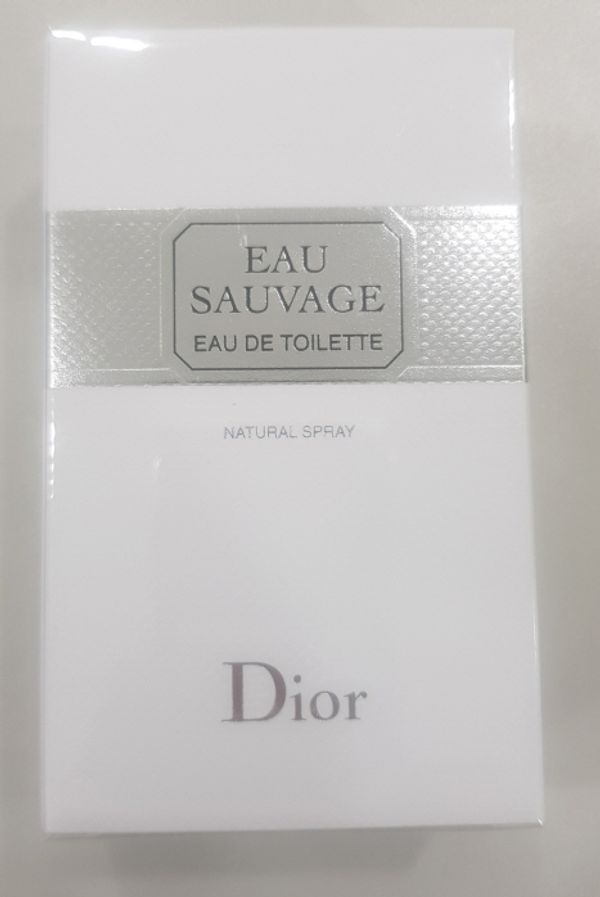 EAU
SAUVAGE
EAU DE TOILETTE
NATURAL SPRAY
Dior